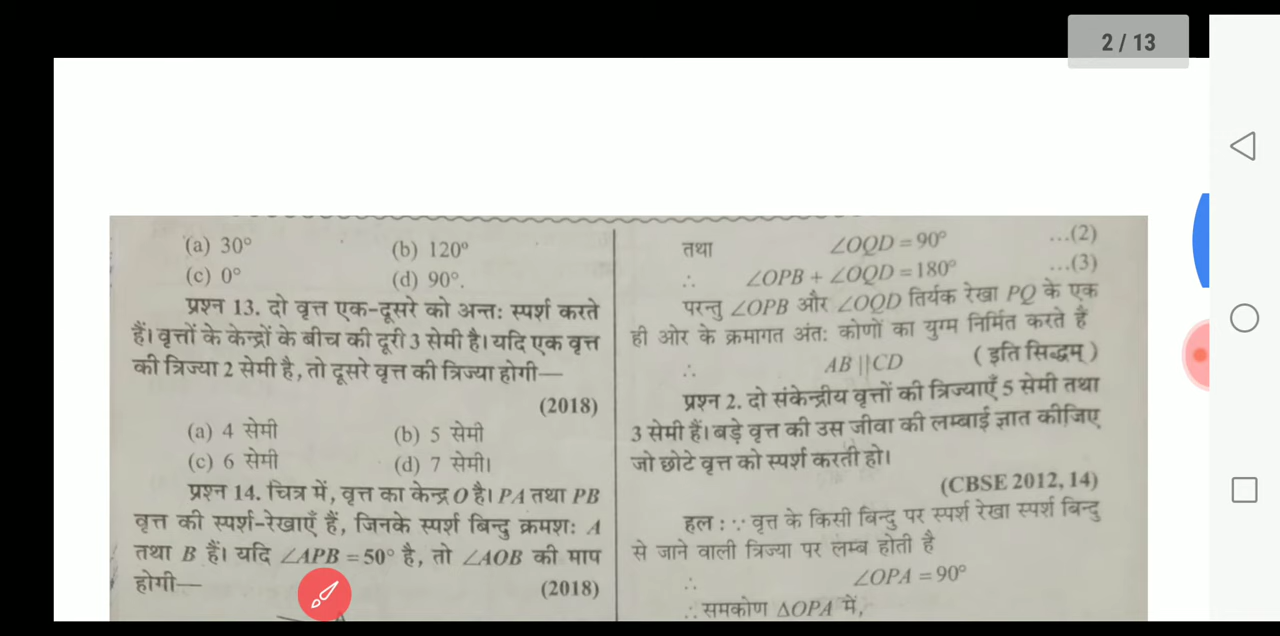 2 / 13
(a) 30°
(b) 120°
(c) 0°
(d) 90°.
प्रश्न 13. दो वृत्त एक-दूसरे को अन्तः स्पर्श करते
हैं। वृत्तों के केन्द्रों के बीच की दूरी 3 सेमी है। यदि एक वृत्त
की त्रिज्या 2 सेमी है, तो दूसरे वृत्त की त्रिज्या होगी—
(2018)
(a) 4 सेमी
(b) 5 सेमी
(c) 6 सेमी
(d) 7 सेमी।
प्रश्न 14. चित्र में, वृत्त का केन्द्र O है। PA तथा PB
वृत्त की स्पर्श-रेखाएँ हैं, जिनके स्पर्श बिन्दु क्रमशः A
तथा B हैं। यदि ∠APB = 50° है, तो ∠AOB की माप
होगी—
(2018)
तथा ∠OQD = 90° ...(2)
∴ ∠OPB + ∠OQD = 180° ...(3)
परन्तु ∠OPB और ∠OQD तिर्यक रेखा PQ के एक
ही ओर के क्रमागत अंतः कोणों का युग्म निर्मित करते हैं
∴ AB || CD (इति सिद्धम्)
प्रश्न 2. दो संकेन्द्रीय वृत्तों की त्रिज्याएँ 5 सेमी तथा
3 सेमी हैं। बड़े वृत्त की उस जीवा की लम्बाई ज्ञात कीजिए
जो छोटे वृत्त को स्पर्श करती हो।
(CBSE 2012, 14)
हल : ∵ वृत्त के किसी बिन्दु पर स्पर्श रेखा स्पर्श बिन्दु
से जाने वाली त्रिज्या पर लम्ब होती है
∴ ∠OPA = 90°
∴ समकोण ΔOPA में,